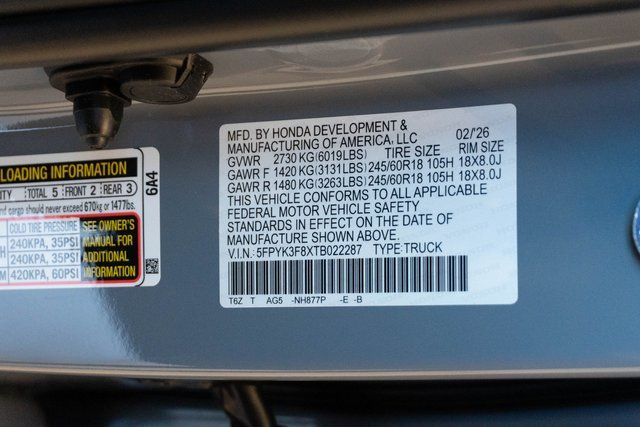 LOADING INFORMATION
TOTAL 5 FRONT 2 REAR 3
and cargo should never exceed 670kg or 1477lbs.
COLD TIRE PRESSURE
240KPA, 35PSI
240KPA, 35PSI
420KPA, 60PSI
SEE OWNER'S
MANUAL FOR
ADDITIONAL
INFORMATION
6A4
MFD. BY HONDA DEVELOPMENT &
MANUFACTURING OF AMERICA, LLC 02/'26
GVWR 2730 KG(6019LBS) TIRE SIZE RIM SIZE
GAWR F 1420 KG(3131LBS) 245/60R18 105H 18X8.0J
GAWR R 1480 KG(3263LBS) 245/60R18 105H 18X8.0J
THIS VEHICLE CONFORMS TO ALL APPLICABLE
FEDERAL MOTOR VEHICLE SAFETY
STANDARDS IN EFFECT ON THE DATE OF
MANUFACTURE SHOWN ABOVE.
V.I.N.: 5FPYK3F8XTB022287 TYPE:TRUCK
T6Z T AG5 -NH877P -E -B